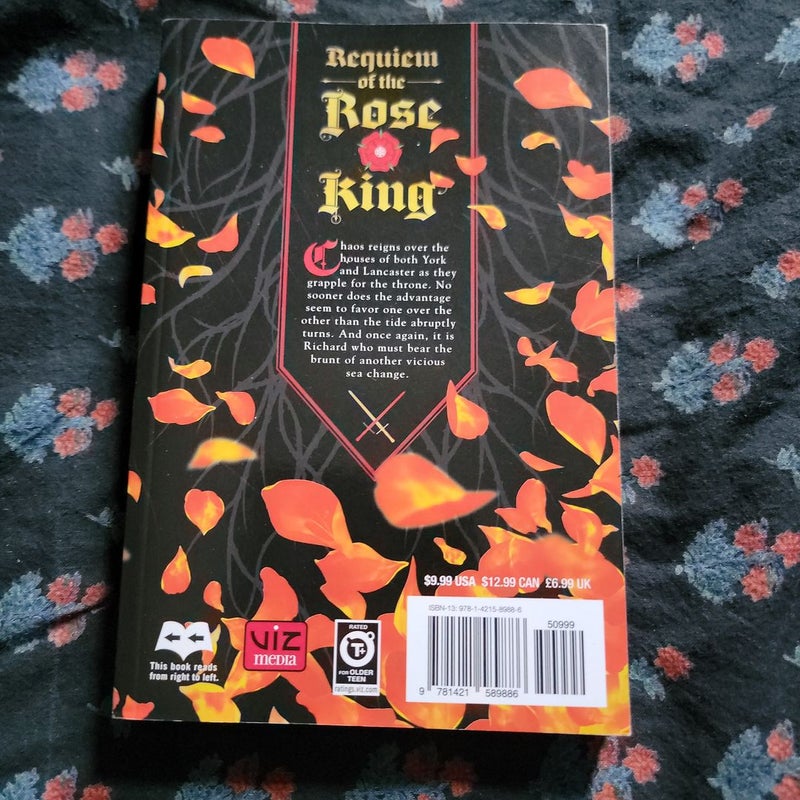 Requiem
of the
Rose
King
Chaos reigns over the
houses of both York
and Lancaster as they
grapple for the throne. No
sooner does the advantage
seem to favor one over the
other than the tide abruptly
turns. And once again, it is
Richard who must bear the
brunt of another vicious
sea change.
$9.99 USA $12.99 CAN £6.99 UK
ISBN-13: 978-1-4215-8988-6
50999
9 781421 589886
This book reads
from right to left.
VIZ
MEDIA
RATED
T+
FOR OLDER
TEEN
ratings.viz.com